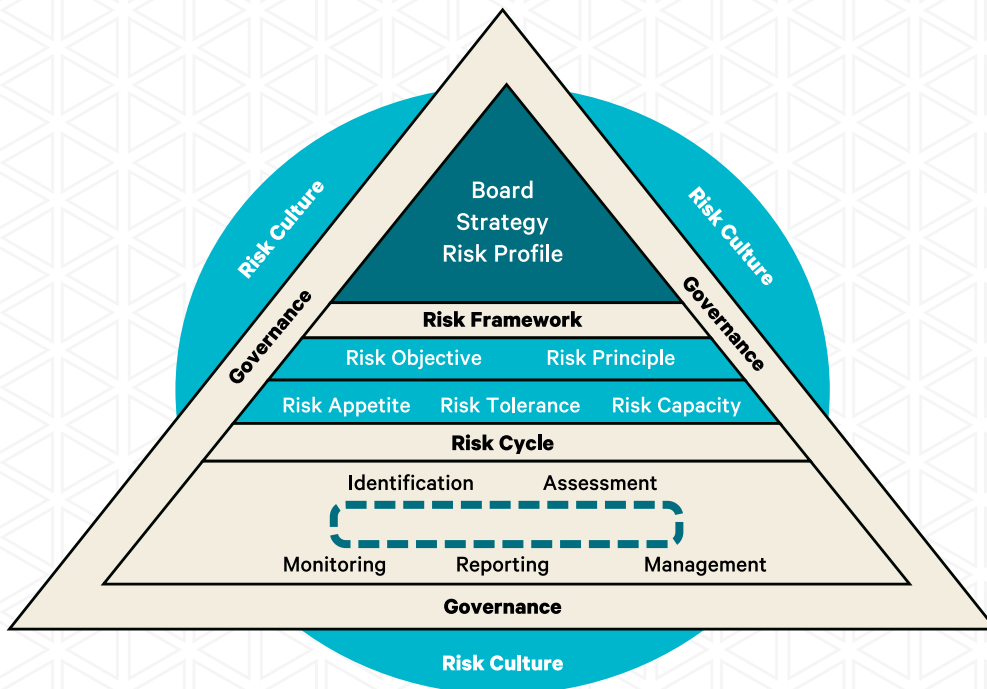 Board
Strategy
Risk Profile
Risk Culture
Risk Culture
Governance
Governance
Risk Framework
Risk Objective Risk Principle
Risk Appetite Risk Tolerance Risk Capacity
Risk Cycle
Identification Assessment
Monitoring Reporting Management
Governance
Risk Culture